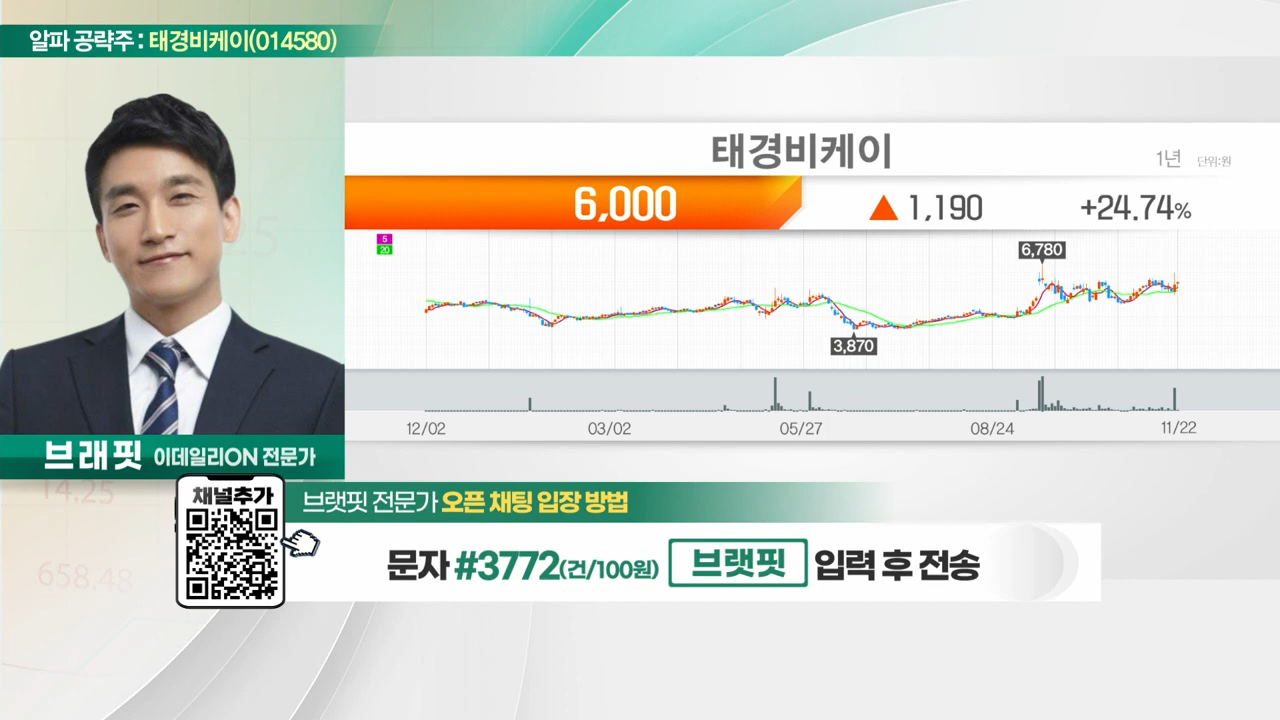 알파 공략주 : 태경비케이(014580)
태경비케이
1년 단위:원
6,000 ▲ 1,190 +24.74%
5
20
6,780
3,870
12/02 03/02 05/27 08/24 11/22
브래핏 이데일리ON 전문가
14.25
658.48
채널추가
브랫핏 전문가 오픈 채팅 입장 방법
문자 #3772(건/100원) 브랫핏 입력 후 전송